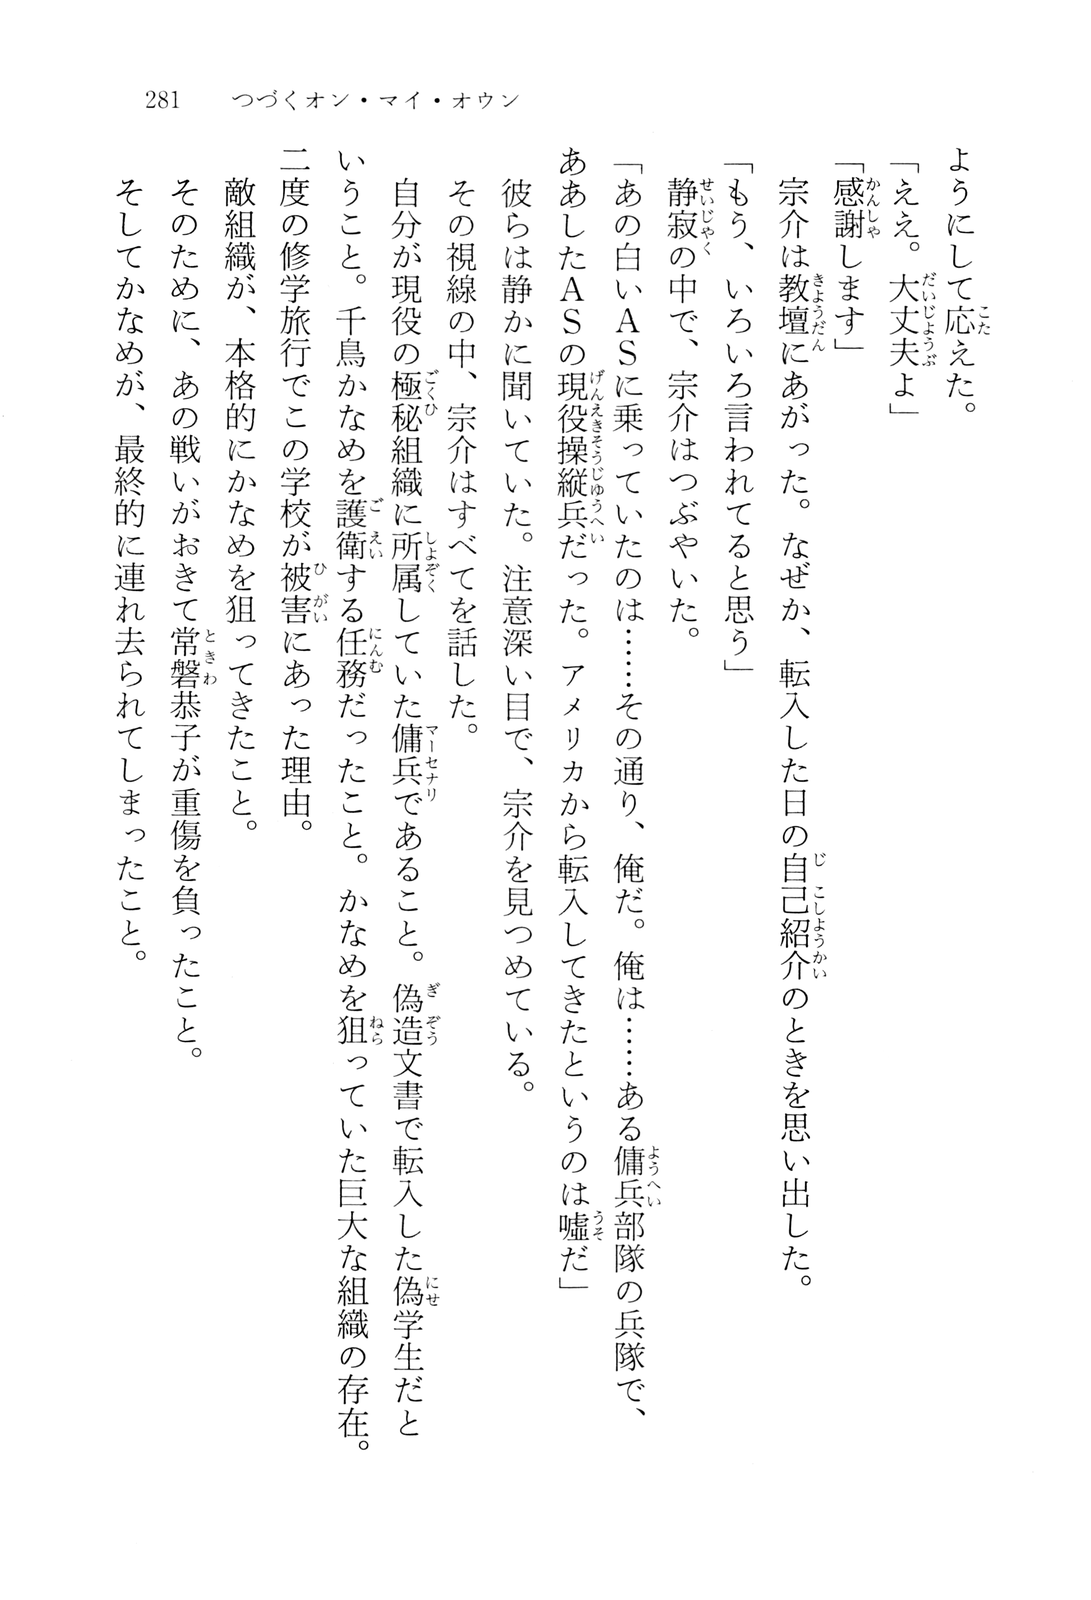 281　つづくオン・マイ・オウン
ようにして応えた。
「ええ。大丈夫よ」
「感謝します」
　宗介は教壇にあがった。なぜか、転入した日の自己紹介のときを思い出した。
「もう、いろいろ言われてると思う」
　静寂の中で、宗介はつぶやいた。
「あの白いＡＳに乗っていたのは……その通り、俺だ。俺は……ある傭兵部隊の兵隊で、
ああしたＡＳの現役操縦兵だった。アメリカから転入してきたというのは嘘だ」
　彼らは静かに聞いていた。注意深い目で、宗介を見つめている。
　その視線の中、宗介はすべてを話した。
　自分が現役の極秘組織に所属していた傭兵であること。偽造文書で転入した偽学生だと
いうこと。千鳥かなめを護衛する任務だったこと。かなめを狙っていた巨大な組織の存在。
二度の修学旅行でこの学校が被害にあった理由。
　敵組織が、本格的にかなめを狙ってきたこと。
　そのために、あの戦いがおきて常磐恭子が重傷を負ったこと。
　そしてかなめが、最終的に連れ去られてしまったこと。